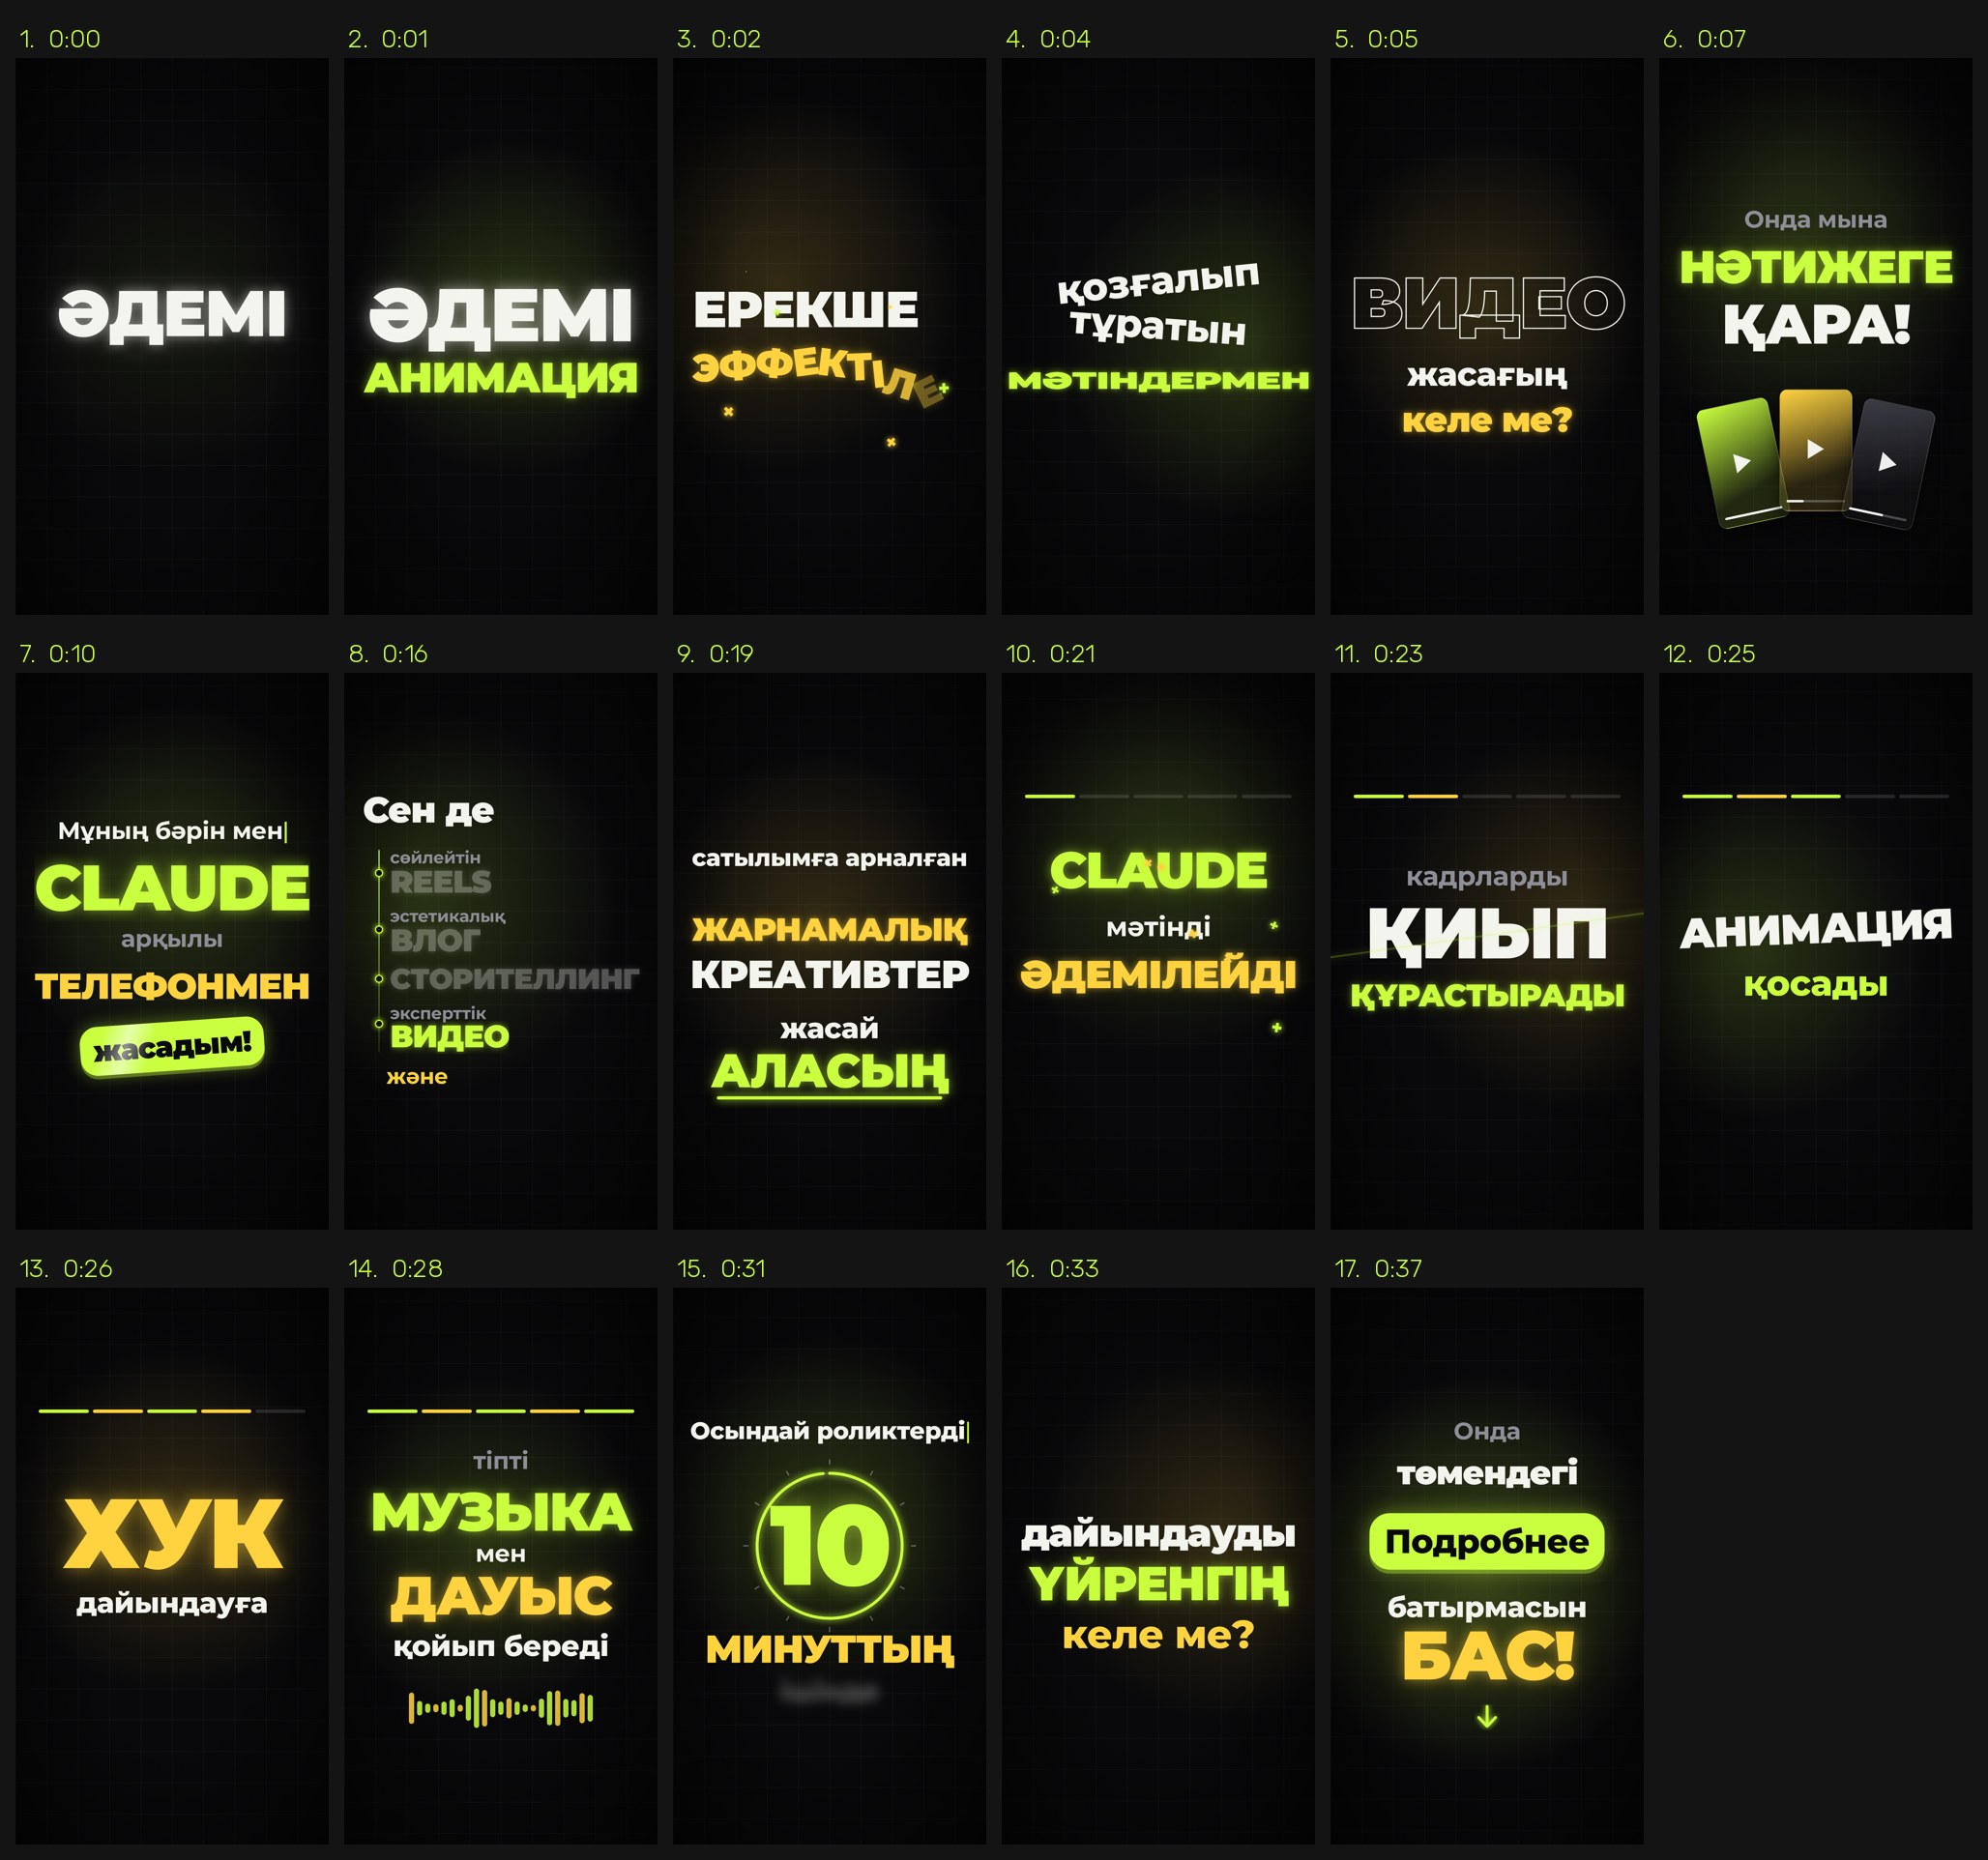 1. 0:00
ӘДЕМІ
2. 0:01
ӘДЕМІ
АНИМАЦИЯ
3. 0:02
ЕРЕКШЕ
ЭФФЕКТІЛЕ
4. 0:04
қозғалып
тұратын
МӘТІНДЕРМЕН
5. 0:05
ВИДЕО
жасағың
келе ме?
6. 0:07
Онда мына
НӘТИЖЕГЕ
ҚАРА!
7. 0:10
Мұның бәрін мен
CLAUDE
арқылы
ТЕЛЕФОНМЕН
жасадым!
8. 0:16
Сен де
сөйлейтін
REELS
эстетикалық
ВЛОГ
СТОРИТЕЛЛИНГ
эксперттік
ВИДЕО
және
9. 0:19
сатылымға арналған
ЖАРНАМАЛЫҚ
КРЕАТИВТЕР
жасай
АЛАСЫҢ
10. 0:21
CLAUDE
мәтінді
ӘДЕМІЛЕЙДІ
11. 0:23
кадрларды
ҚИЫП
ҚҰРАСТЫРАДЫ
12. 0:25
АНИМАЦИЯ
қосады
13. 0:26
ХУК
дайындауға
14. 0:28
тіпті
МУЗЫКА
мен
ДАУЫС
қойып береді
15. 0:31
Осындай роликтерді
10
МИНУТТЫҢ
16. 0:33
дайындауды
ҮЙРЕНГІҢ
келе ме?
17. 0:37
Онда
төмендегі
Подробнее
батырмасын
БАС!